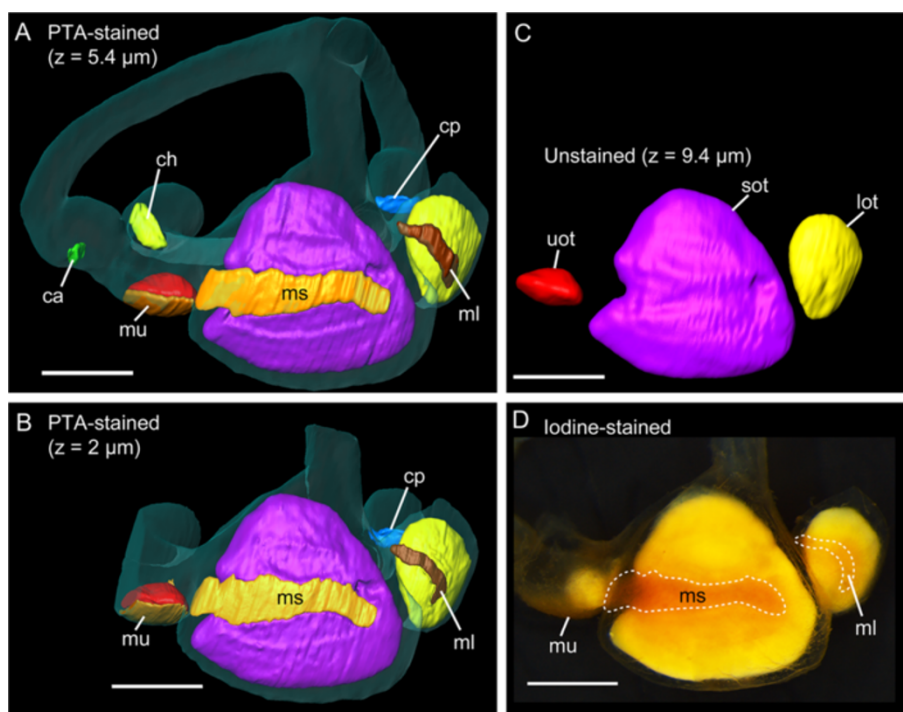 A PTA-stained
(z = 5.4 µm)
cp
ch
ca
mu
ms
ml
C
Unstained (z = 9.4 µm)
sot
lot
uot
B PTA-stained
(z = 2 µm)
cp
mu
ms
ml
D Iodine-stained
ms
mu
ml